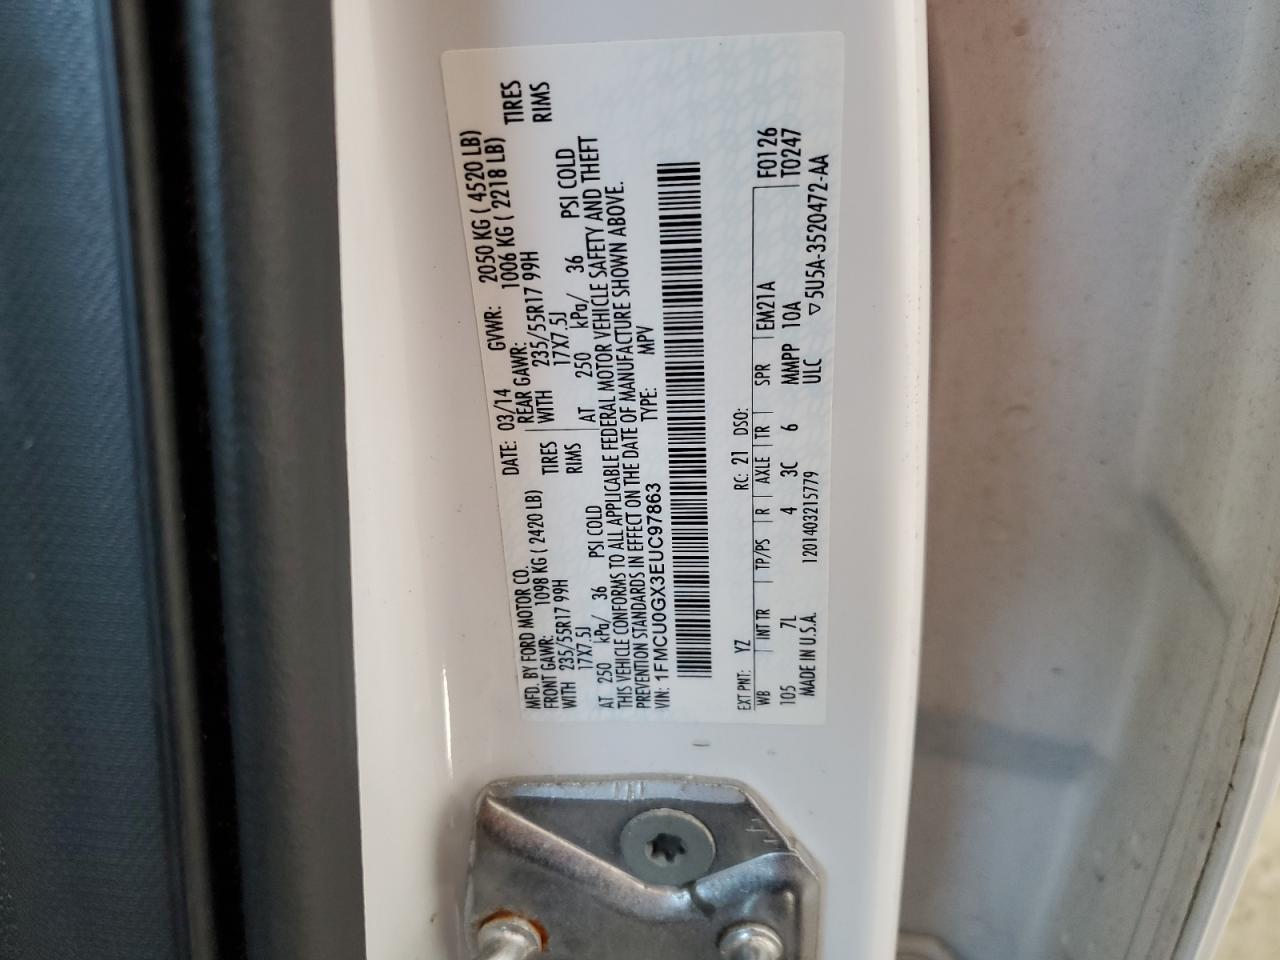 MFD. BY FORD MOTOR CO. DATE: 03/14 GVWR: 2050 KG ( 4520 LB)
FRONT GAWR: 1098 KG ( 2420 LB) REAR GAWR: 1006 KG ( 2218 LB)
WITH 235/55R17 99H TIRES WITH 235/55R17 99H TIRES
17X7.5J RIMS 17X7.5J RIMS
AT 250 kPa/ 36 PSI COLD AT 250 kPa/ 36 PSI COLD
THIS VEHICLE CONFORMS TO ALL APPLICABLE FEDERAL MOTOR VEHICLE SAFETY AND THEFT
PREVENTION STANDARDS IN EFFECT ON THE DATE OF MANUFACTURE SHOWN ABOVE.
VIN: 1FMCU0GX3EUC97863 TYPE: MPV
EXT PNT: YZ RC: 21 DSO: F0126
WB INT TR TP/PS R AXLE TR SPR EM21A T0247
105 7L 4 3C 6 MMPP 10A
MADE IN U.S.A. 1201403215779 ULC ▽5U5A-3520472-AA